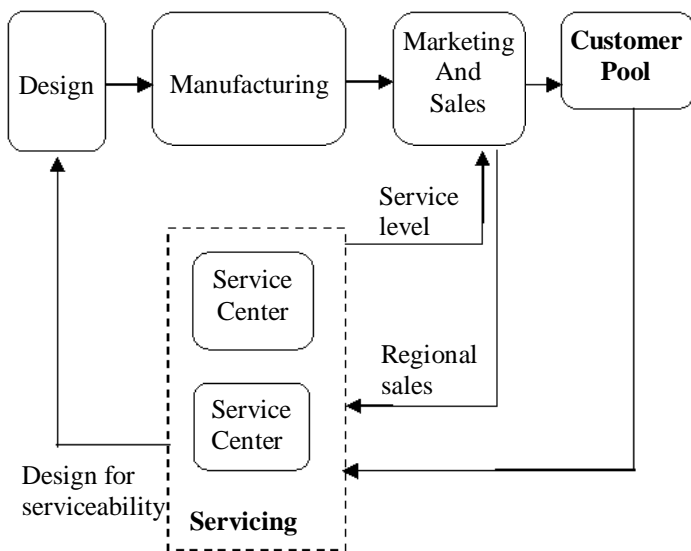 Design
Manufacturing
Marketing
And
Sales
Customer
Pool
Service
level
Service
Center
Regional
sales
Service
Center
Design for
serviceability
Servicing